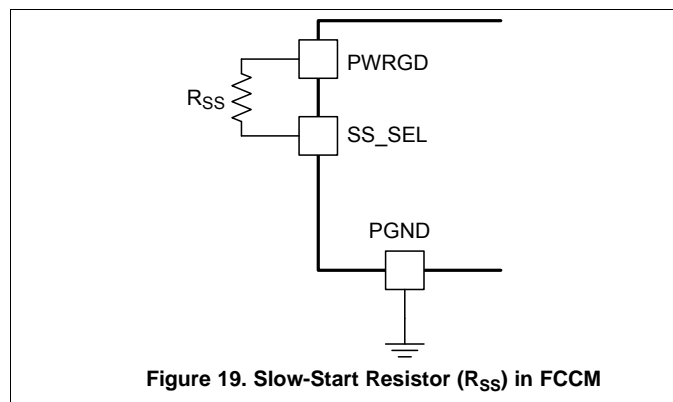 PWRGD
RSS
SS_SEL
PGND
Figure 19. Slow-Start Resistor (RSS) in FCCM